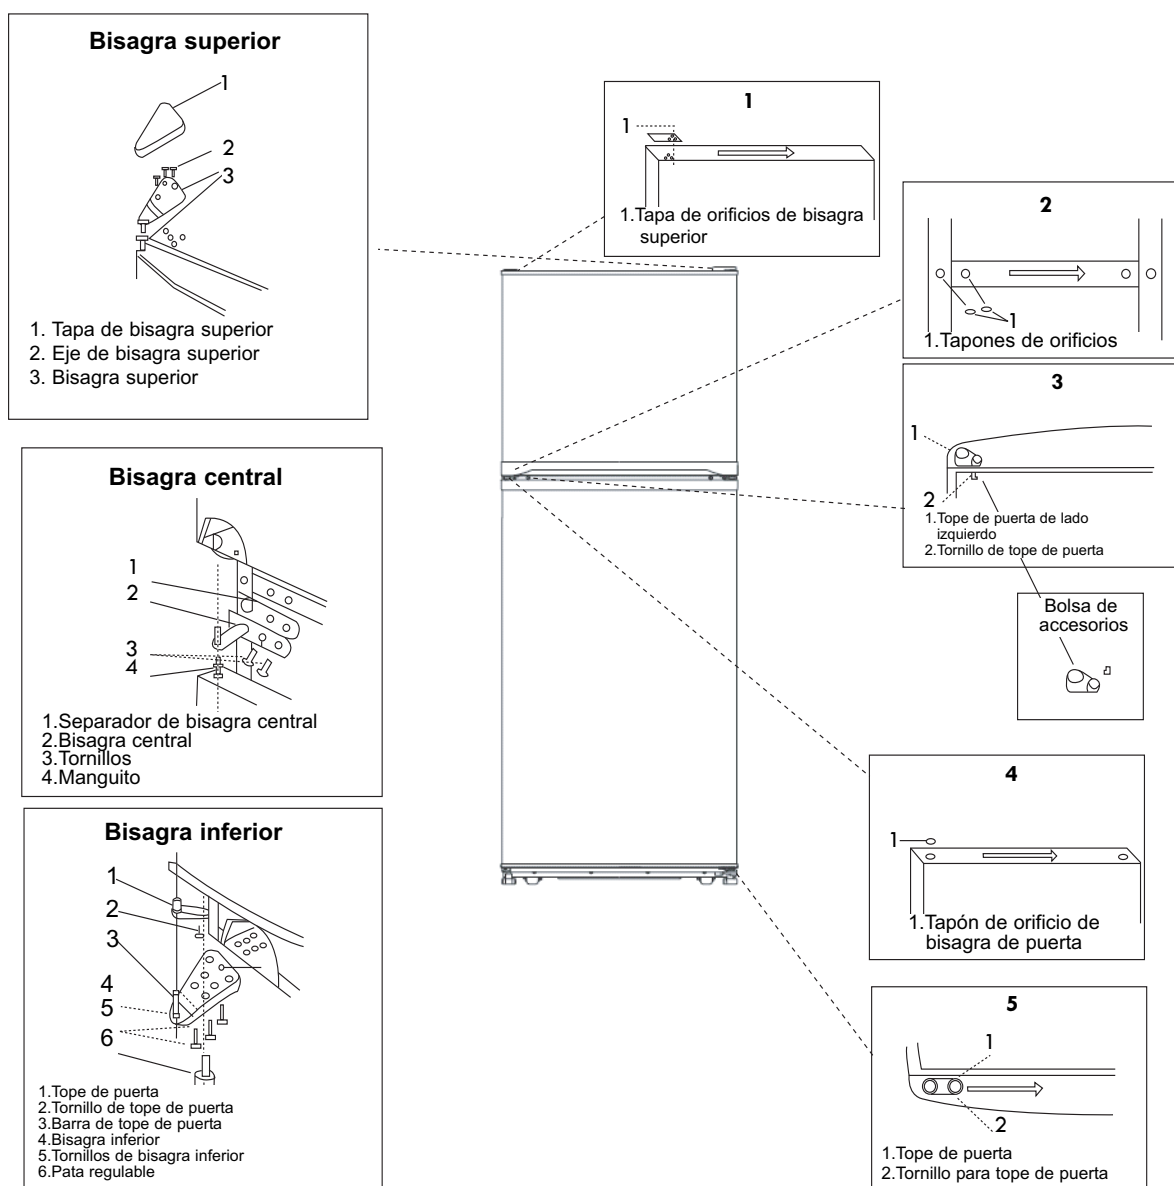 Bisagra superior
1
2
3
1. Tapa de bisagra superior
2. Eje de bisagra superior
3. Bisagra superior
Bisagra central
1
2
3
4
1.Separador de bisagra central
2.Bisagra central
3.Tornillos
4.Manguito
Bisagra inferior
1
2
3
4
5
6
1.Tope de puerta
2.Tornillo de tope de puerta
3.Barra de tope de puerta
4.Bisagra inferior
5.Tornillos de bisagra inferior
6.Pata regulable
1
1
1.Tapa de orificios de bisagra
superior
2
1
1.Tapones de orificios
3
1
2
1.Tope de puerta de lado
izquierdo
2.Tornillo de tope de puerta
Bolsa de
accesorios
4
1
1.Tapón de orificio de
bisagra de puerta
5
1
2
1.Tope de puerta
2.Tornillo para tope de puerta